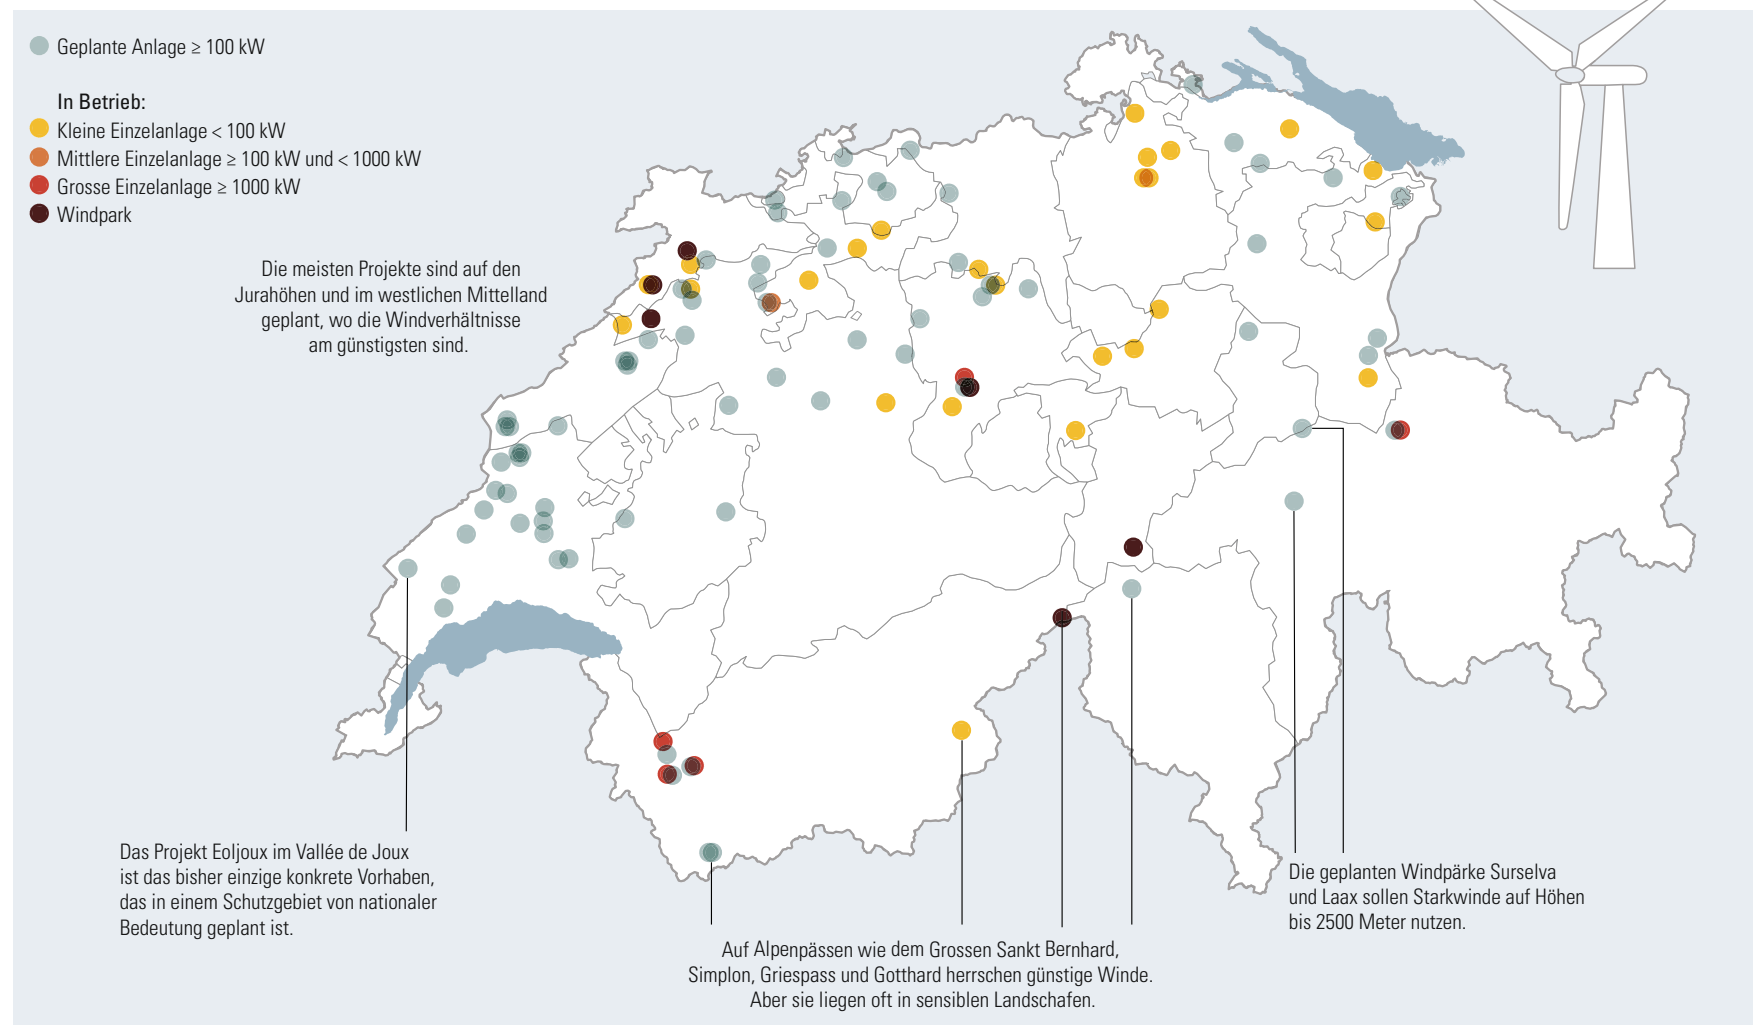 Geplante Anlage ≥ 100 kW
In Betrieb:
Kleine Einzelanlage < 100 kW
Mittlere Einzelanlage ≥ 100 kW und < 1000 kW
Grosse Einzelanlage ≥ 1000 kW
Windpark
Die meisten Projekte sind auf den
Jurahöhen und im westlichen Mittelland
geplant, wo die Windverhältnisse
am günstigsten sind.
Das Projekt Eoljoux im Vallée de Joux
ist das bisher einzige konkrete Vorhaben,
das in einem Schutzgebiet von nationaler
Bedeutung geplant ist.
Auf Alpenpässen wie dem Grossen Sankt Bernhard,
Simplon, Griespass und Gotthard herrschen günstige Winde.
Aber sie liegen oft in sensiblen Landschafen.
Die geplanten Windpärke Surselva
und Laax sollen Starkwinde auf Höhen
bis 2500 Meter nutzen.